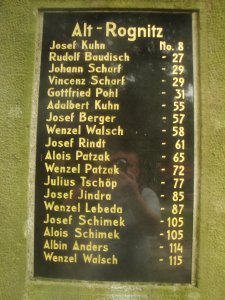 Alt - Rognitz
Josef Kuhn No. 8
Rudolf Baudisch - 27
Johann Scharf - 29
Vincenz Scharf - 29
Gottfried Pohl - 31
Adalbert Kuhn - 55
Josef Berger - 57
Wenzel Walsch - 58
Josef Rindt - 61
Alois Patzak - 65
Wenzel Patzak - 72
Julius Tschöp - 77
Josef Jindra - 85
Wenzel Lebeda - 87
Josef Schimek - 105
Alois Schimek - 105
Albin Anders - 114
Wenzel Walsch - 115